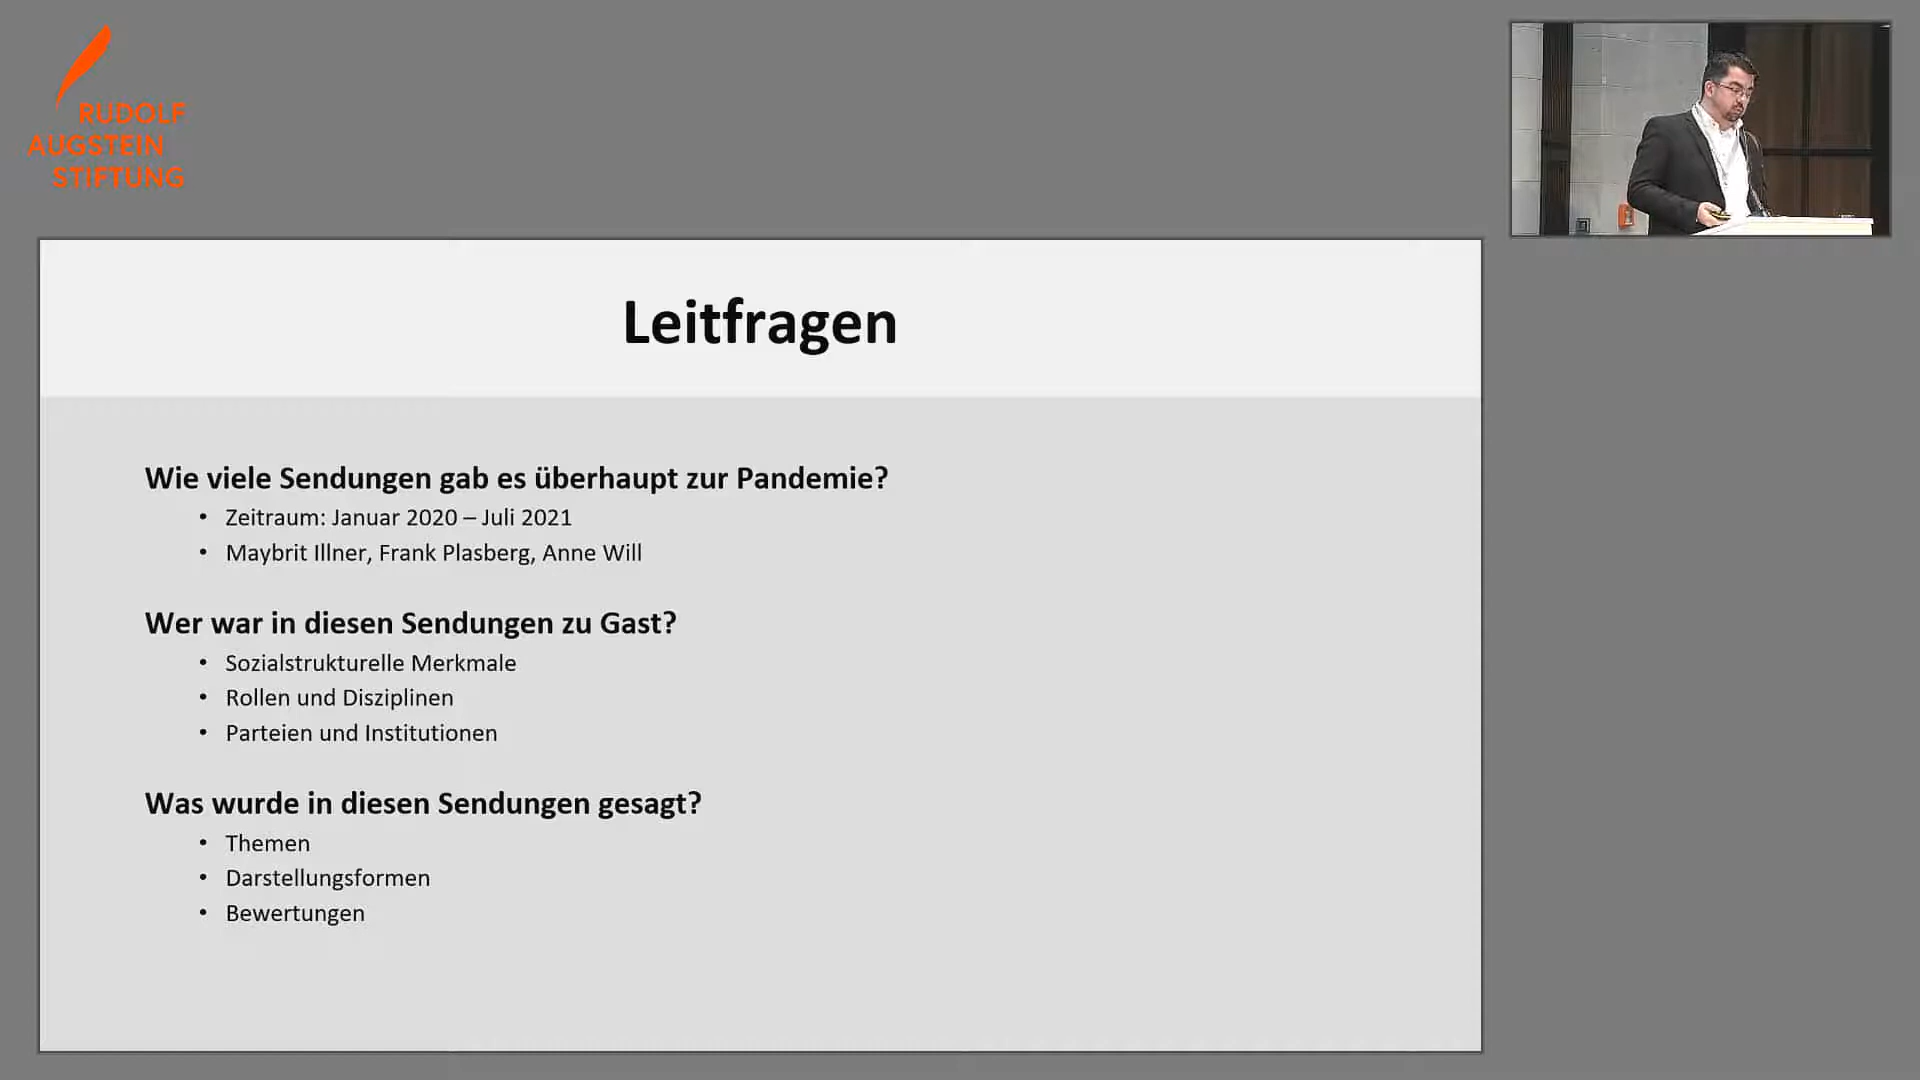 RUDOLF
AUGSTEIN
STIFTUNG
Leitfragen
Wie viele Sendungen gab es überhaupt zur Pandemie?
• Zeitraum: Januar 2020 – Juli 2021
• Maybrit Illner, Frank Plasberg, Anne Will
Wer war in diesen Sendungen zu Gast?
• Sozialstrukturelle Merkmale
• Rollen und Disziplinen
• Parteien und Institutionen
Was wurde in diesen Sendungen gesagt?
• Themen
• Darstellungsformen
• Bewertungen